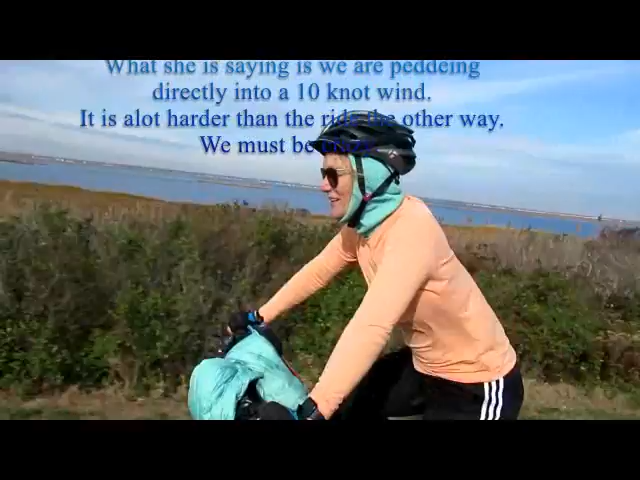 What she is saying is we are peddeing
directly into a 10 knot wind.
It is alot harder than the ride the other way.
We must be crazy.